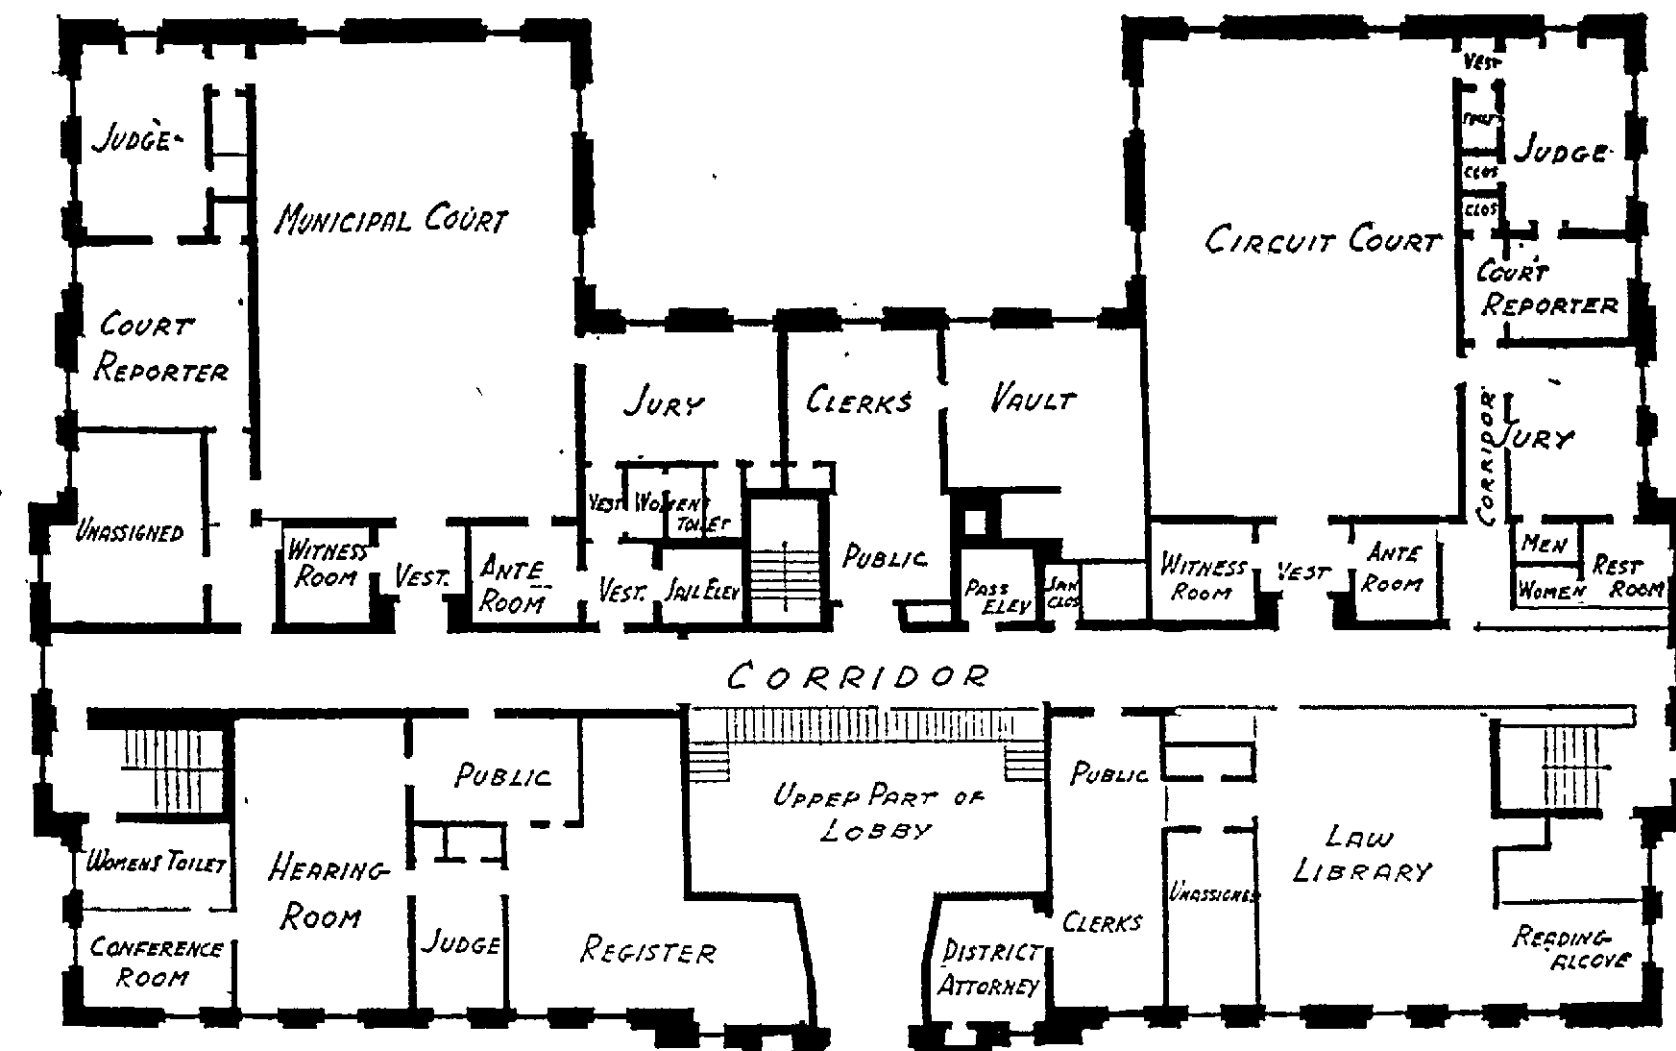 JUDGE
MUNICIPAL COURT
COURT
REPORTER
UNASSIGNED
WITNESS
ROOM
VEST.
ANTE
ROOM
JURY
VEST
WOMENS
TOILET
VEST.
JAIL ELEV
CLERKS
PUBLIC
VAULT
PASS
ELEV
JAN
CLOS
CIRCUIT COURT
VEST
CLOS
CLOS
JUDGE
COURT
REPORTER
CORRIDOR
JURY
WITNESS
ROOM
VEST
ANTE
ROOM
MEN
WOMEN
REST
ROOM
CORRIDOR
WOMENS TOILET
CONFERENCE
ROOM
HEARING
ROOM
PUBLIC
JUDGE
REGISTER
UPPER PART OF
LOBBY
DISTRICT
ATTORNEY
PUBLIC
CLERKS
UNASSIGNED
LAW
LIBRARY
READING
ALCOVE